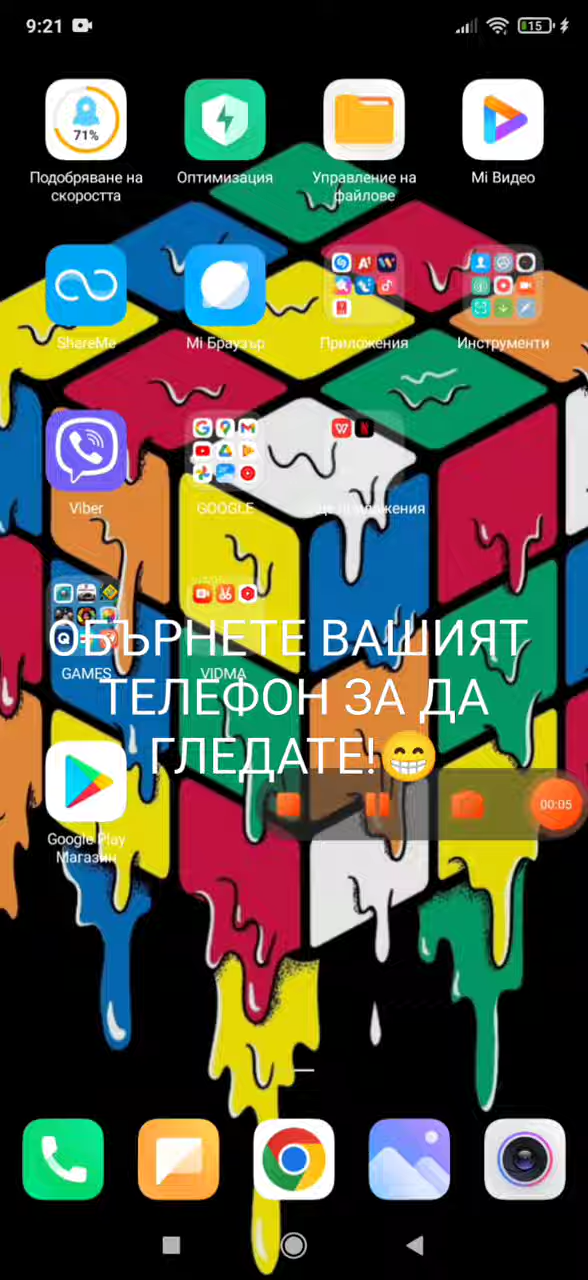 9:21
15
71%
Подобряване на
скоростта
Оптимизация
Управление на
файлове
Mi Видео
ShareMe
Mi Браузър
Приложения
Инструменти
Viber
GOOGLE
приложения
GAMES
VIDMA
ОБЪРНЕТЕ ВАШИЯТ
ТЕЛЕФОН ЗА ДА
ГЛЕДАТЕ!😁
00:05
Google Play
Магазин